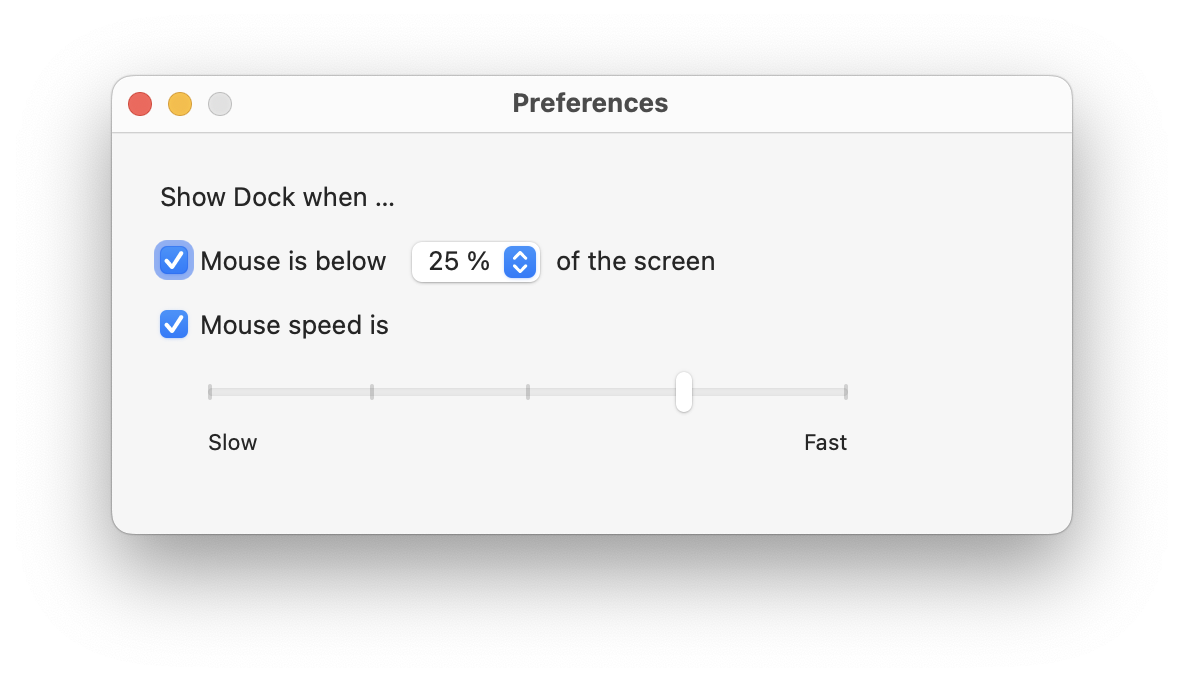 Preferences
Show Dock when ...
Mouse is below 25 % of the screen
Mouse speed is
Slow Fast